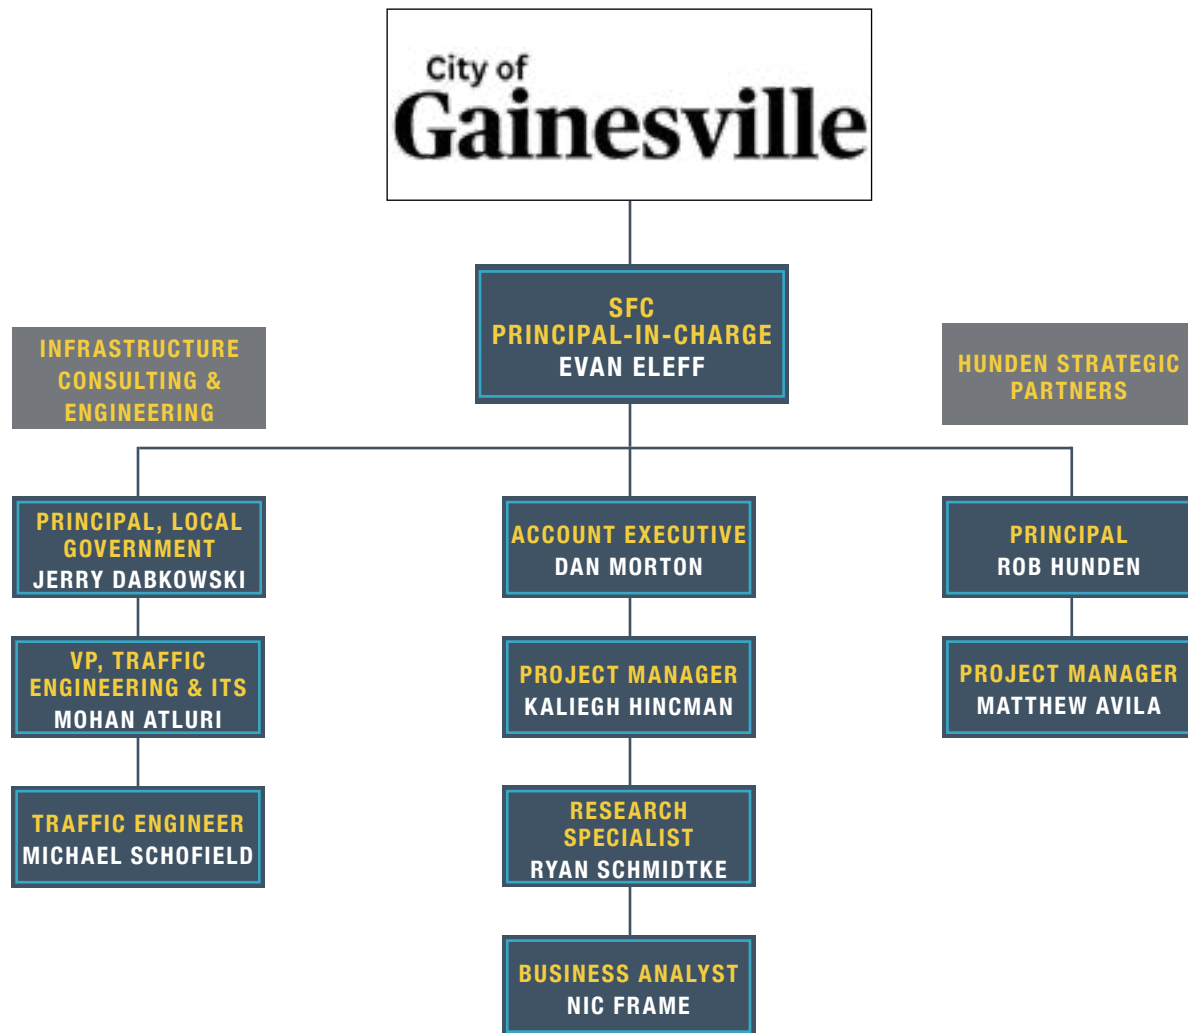 City of
Gainesville
SFC
PRINCIPAL-IN-CHARGE
EVAN ELEFF
INFRASTRUCTURE
CONSULTING &
ENGINEERING
HUNDEN STRATEGIC
PARTNERS
PRINCIPAL, LOCAL
GOVERNMENT
JERRY DABKOWSKI
ACCOUNT EXECUTIVE
DAN MORTON
PRINCIPAL
ROB HUNDEN
VP, TRAFFIC
ENGINEERING & ITS
MOHAN ATLURI
PROJECT MANAGER
KALIEGH HINCMAN
PROJECT MANAGER
MATTHEW AVILA
TRAFFIC ENGINEER
MICHAEL SCHOFIELD
RESEARCH
SPECIALIST
RYAN SCHMIDTKE
BUSINESS ANALYST
NIC FRAME